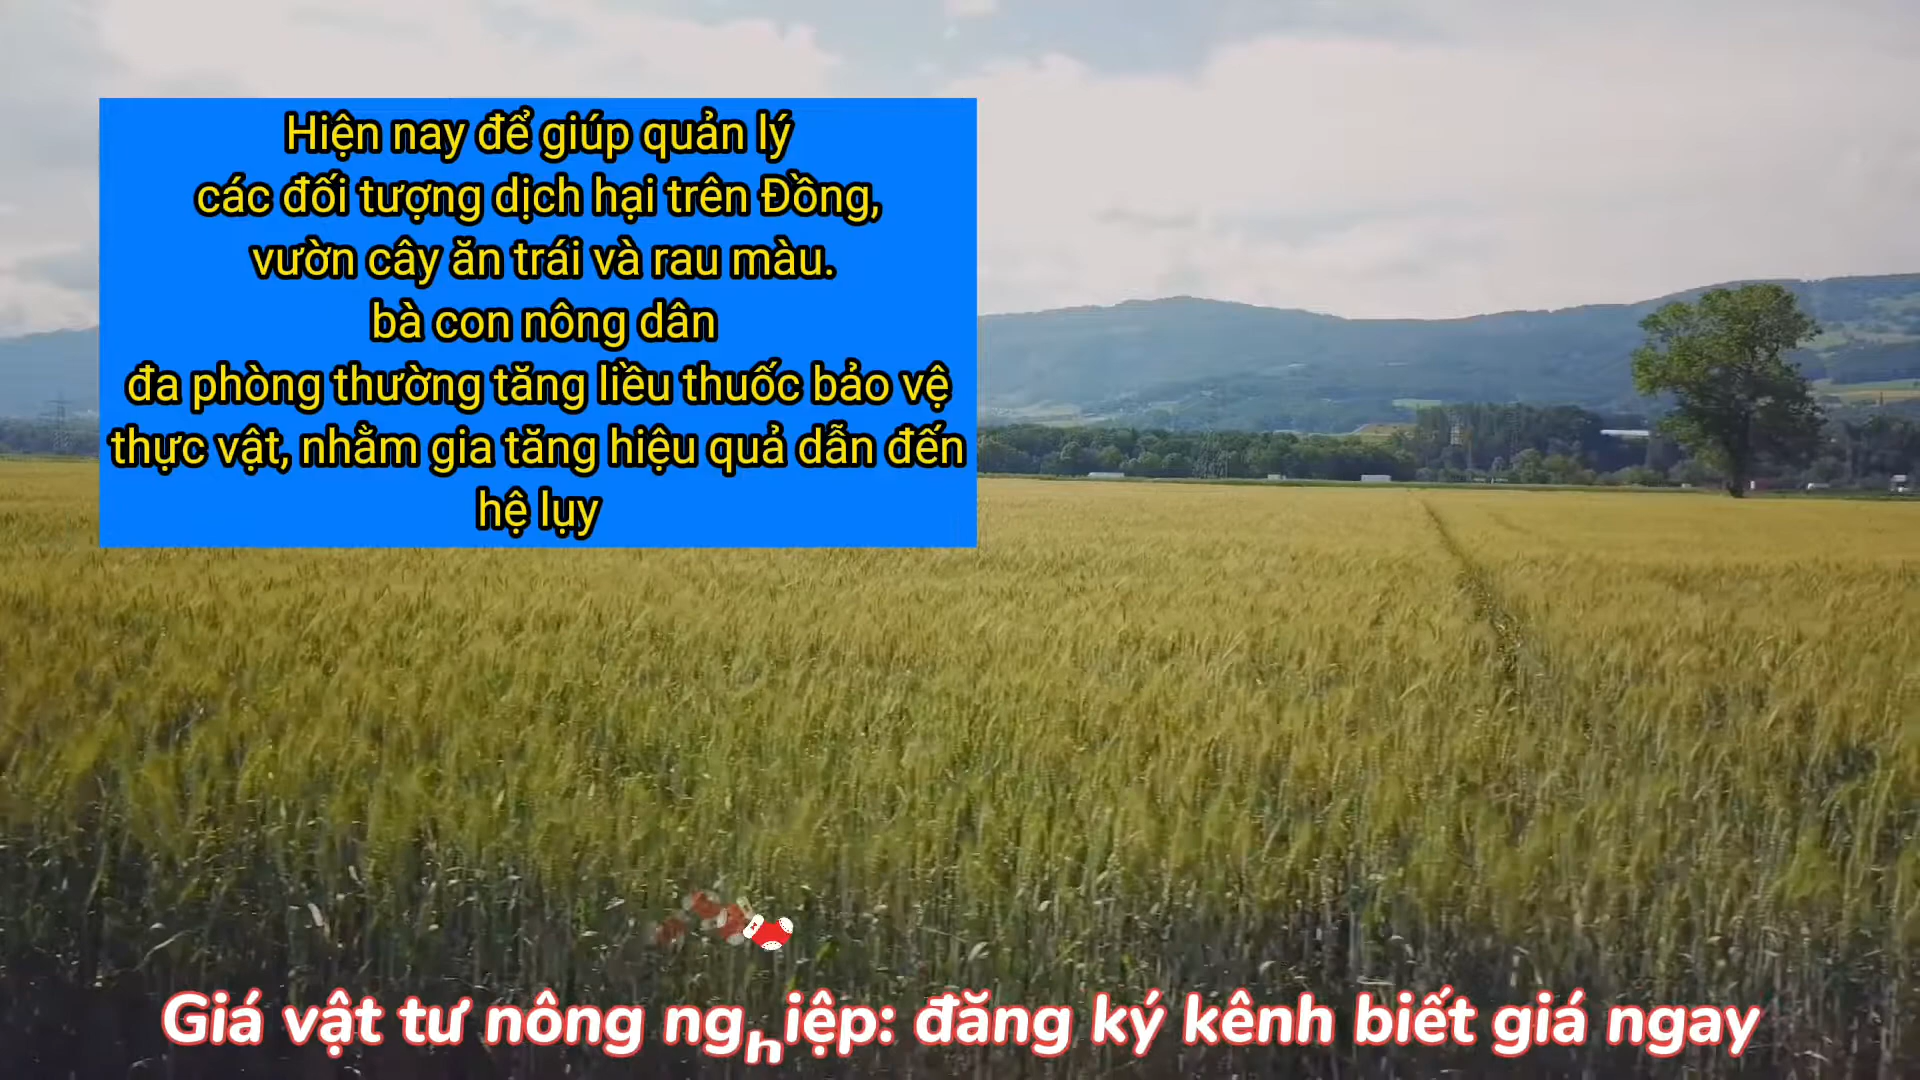 Hiện nay để giúp quản lý
các đối tượng dịch hại trên Đồng,
vườn cây ăn trái và rau màu.
bà con nông dân
đa phòng thường tăng liều thuốc bảo vệ
thực vật, nhằm gia tăng hiệu quả dẫn đến
hệ lụy
Giá vật tư nông nghiệp: đăng ký kênh biết giá ngay